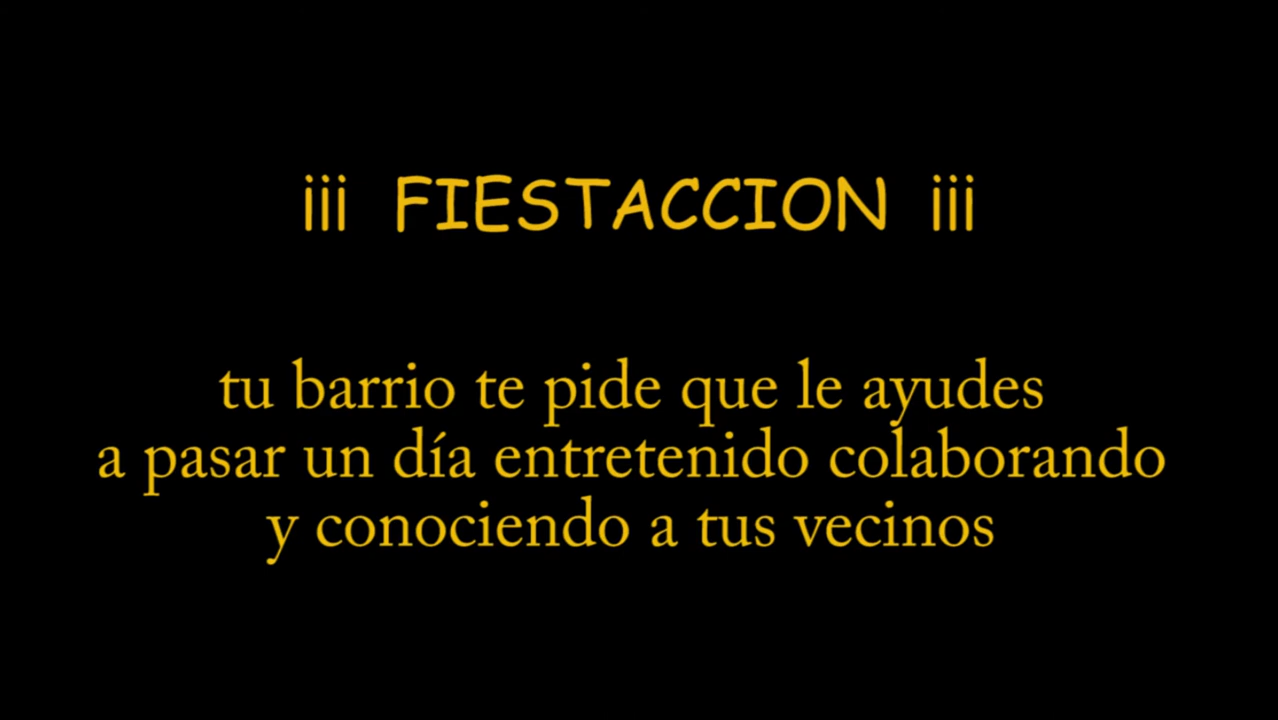 ¡¡¡ FIESTACCION ¡¡¡
tu barrio te pide que le ayudes
a pasar un día entretenido colaborando
y conociendo a tus vecinos